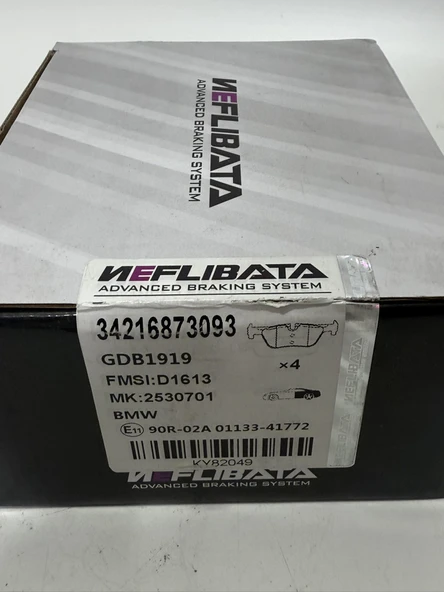 NEFLIBATA
ADVANCED BRAKING SYSTEM
NEFLIBATA
ADVANCED BRAKING SYSTEM
34216873093
GDB1919
FMSI:D1613
×4
MK:2530701
BMW
E11 90R-02A 01133-41772
KY82049
NEFLIBATA
ADVANCED BRAKING SYSTEM